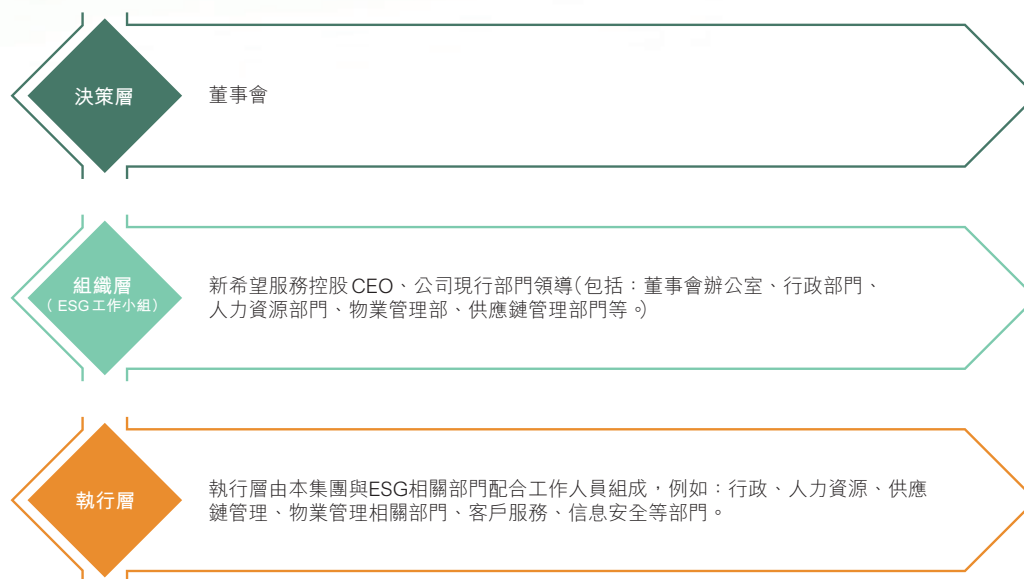 決策層
董事會
組織層
（ESG工作小組）
新希望服務控股CEO、公司現行部門領導（包括：董事會辦公室、行政部門、
人力資源部門、物業管理部、供應鏈管理部門等。）
執行層
執行層由本集團與ESG相關部門配合工作人員組成，例如：行政、人力資源、供應
鏈管理、物業管理相關部門、客戶服務、信息安全等部門。